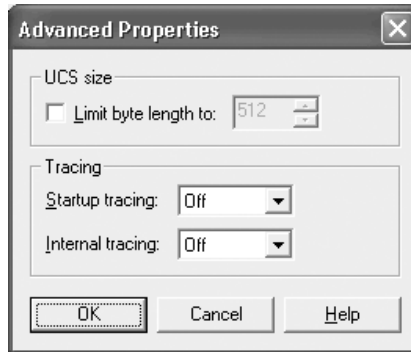 Advanced Properties
UCS size
Limit byte length to: 512
Tracing
Startup tracing: Off
Internal tracing: Off
OK Cancel Help